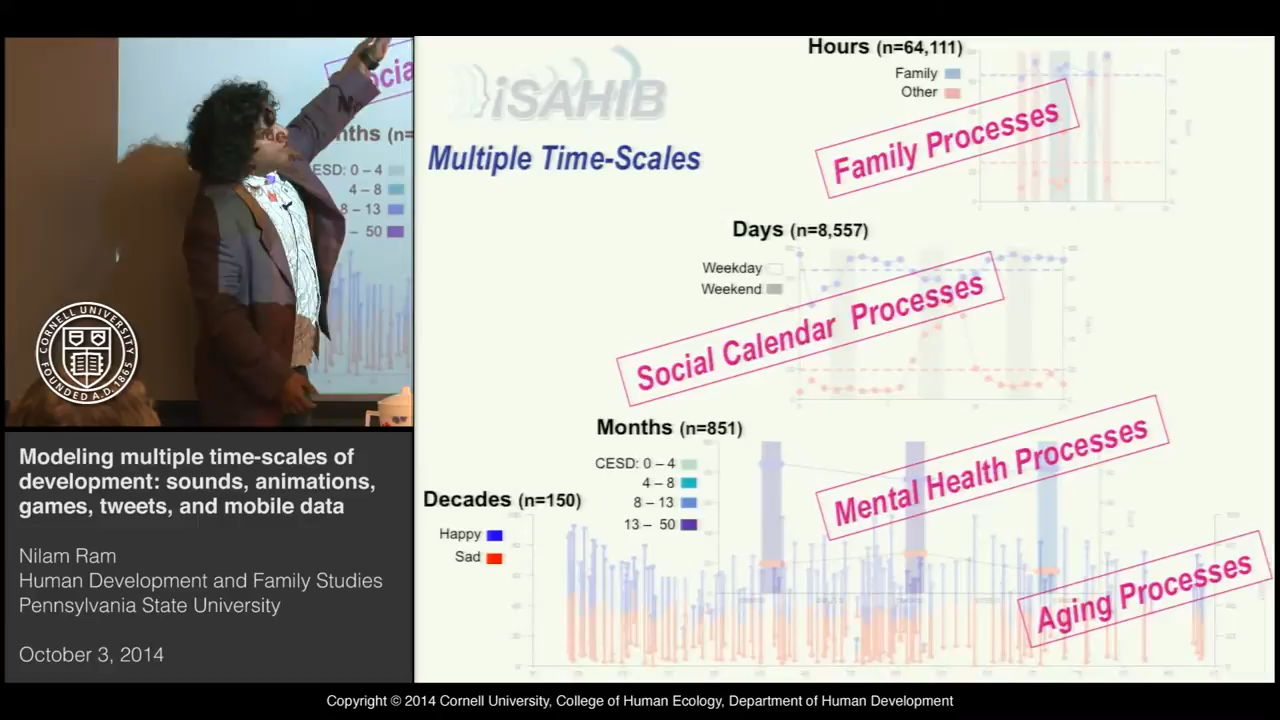 iSAHIB
Multiple Time-Scales
Hours (n=64,111)
Family
Other
Family Processes
Days (n=8,557)
Weekday
Weekend
Social Calendar Processes
Months (n=851)
CESD: 0 – 4
4 – 8
8 – 13
13 – 50
Mental Health Processes
Decades (n=150)
Happy
Sad
Aging Processes
CORNELL UNIVERSITY
FOUNDED A.D. 1865
Modeling multiple time-scales of
development: sounds, animations,
games, tweets, and mobile data
Nilam Ram
Human Development and Family Studies
Pennsylvania State University
October 3, 2014
Copyright © 2014 Cornell University, College of Human Ecology, Department of Human Development